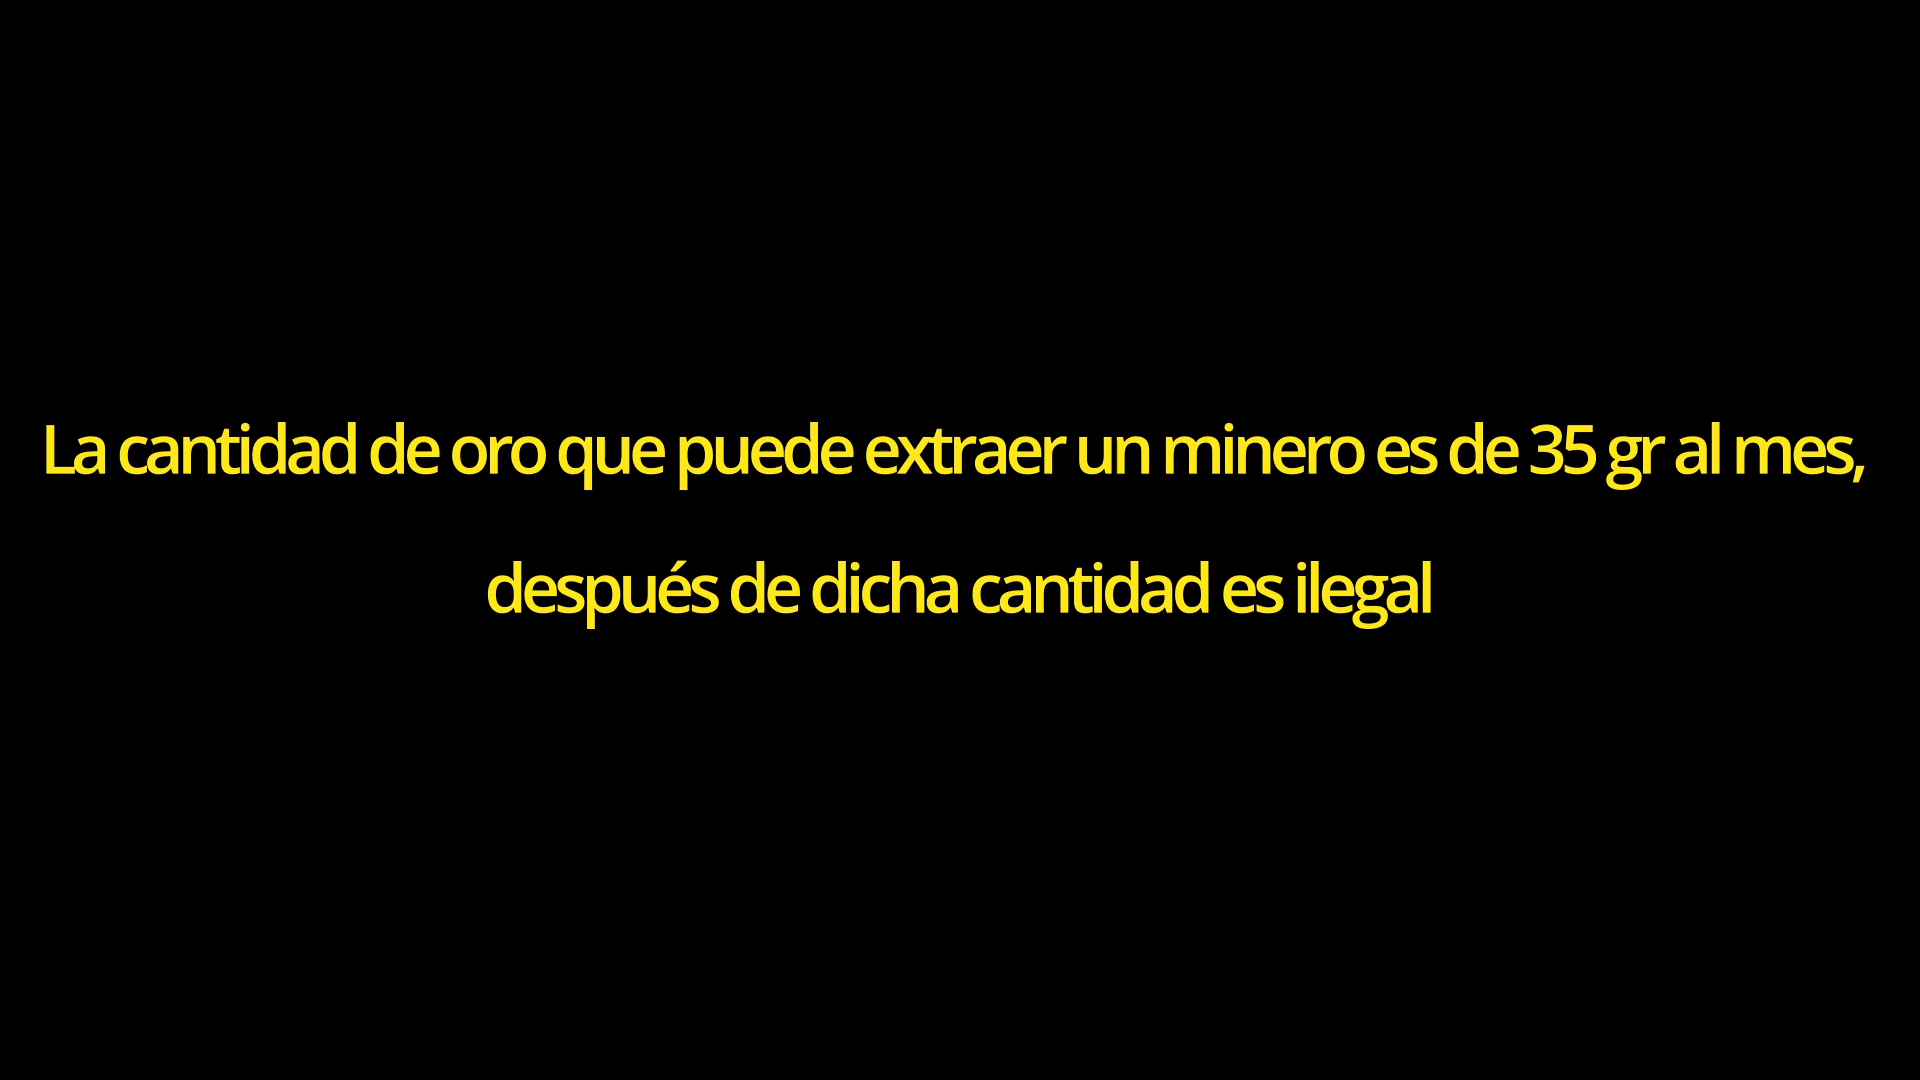 La cantidad de oro que puede extraer un minero es de 35 gr al mes,
después de dicha cantidad es ilegal